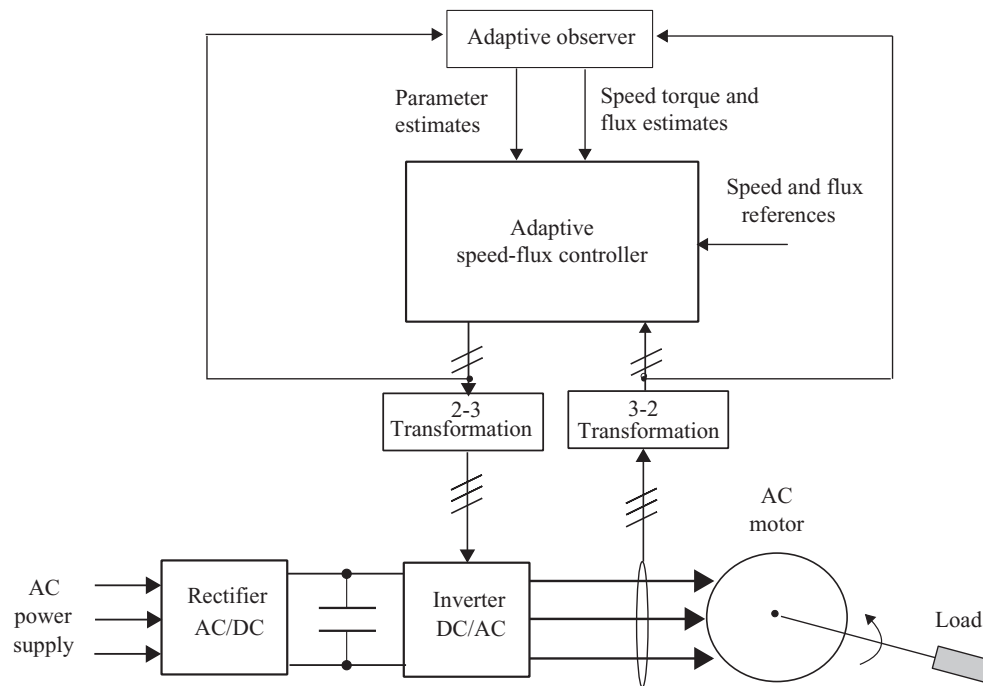 Adaptive observer
Parameter
estimates
Speed torque and
flux estimates
Speed and flux
references
Adaptive
speed-flux controller
2-3
Transformation
3-2
Transformation
AC
motor
AC
power
supply
Rectifier
AC/DC
Inverter
DC/AC
Load